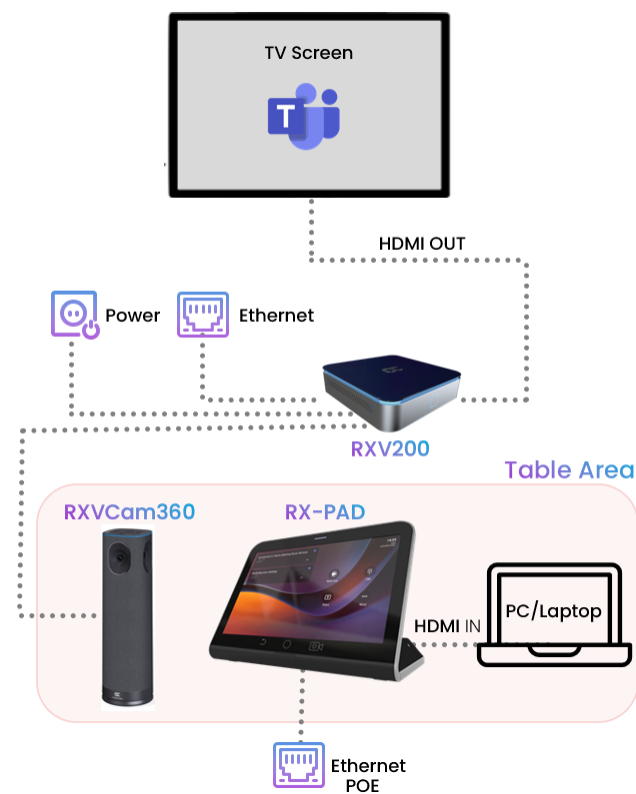 TV Screen
T
HDMI OUT
Power
Ethernet
RXV200
Table Area
RXVCam360
RX-PAD
HDMI IN
PC/Laptop
Ethernet
POE